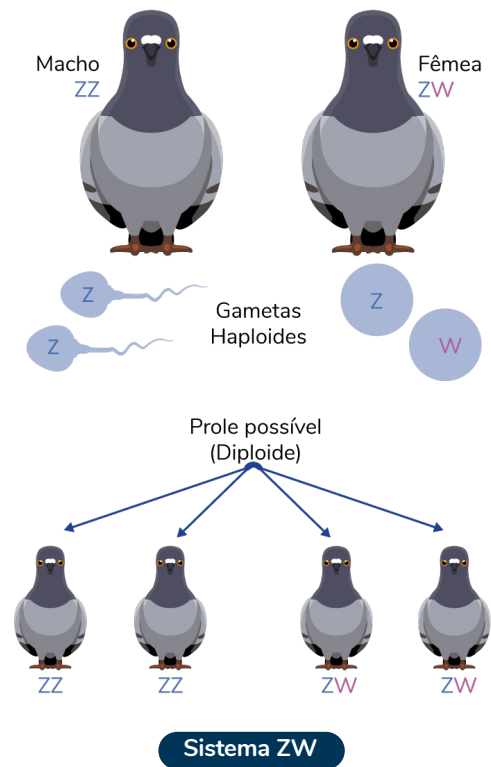 Macho
ZZ
Fêmea
ZW
Z
Z
Gametas
Haploides
Z
W
Prole possível
(Diploide)
ZZ
ZZ
ZW
ZW
Sistema ZW